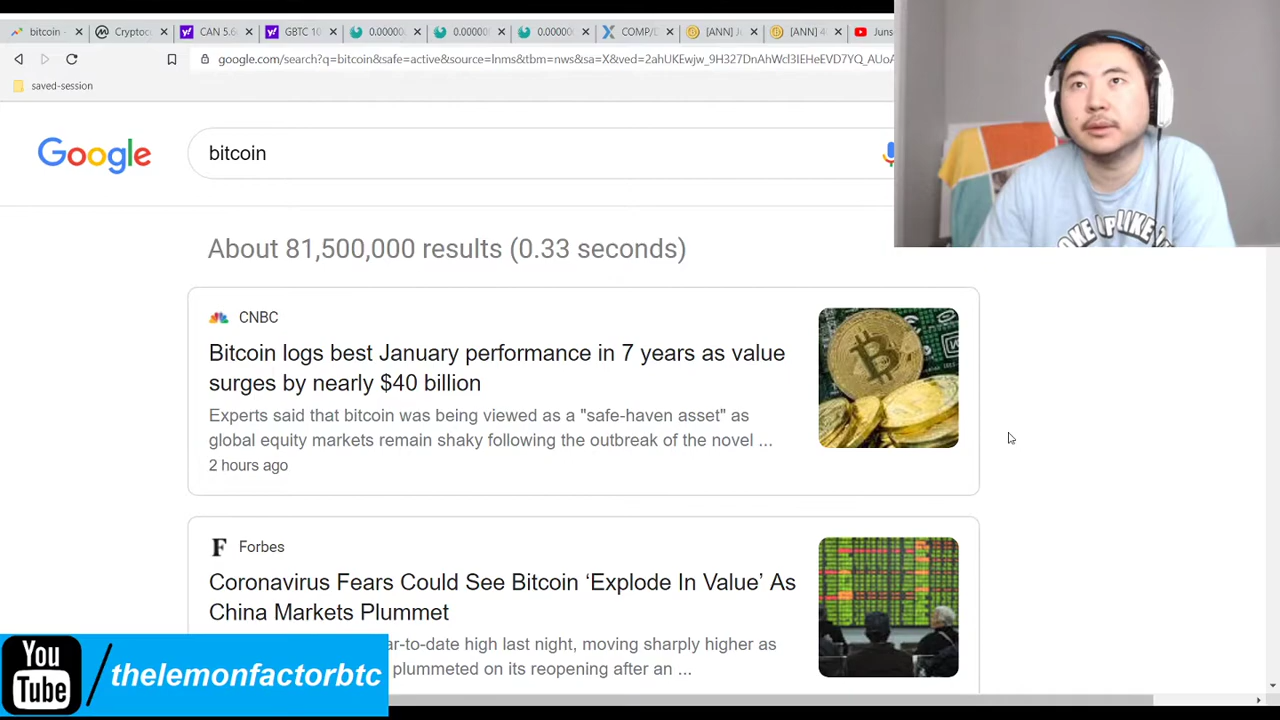 bitcoin
Cryptoc
CAN 5.6
GBTC 10
0.0000
0.0000
0.0000
COMP/
[ANN] J
[ANN] 4
Juns
google.com/search?q=bitcoin&safe=active&source=lnms&tbm=nws&sa=X&ved=2ahUKEwjw_9H327DnAhWcl3IEHeEVD7YQ_AUoA
saved-session
Google
bitcoin
About 81,500,000 results (0.33 seconds)
CNBC
Bitcoin logs best January performance in 7 years as value
surges by nearly $40 billion
Experts said that bitcoin was being viewed as a "safe-haven asset" as
global equity markets remain shaky following the outbreak of the novel ...
2 hours ago
F Forbes
Coronavirus Fears Could See Bitcoin ‘Explode In Value’ As
China Markets Plummet
ar-to-date high last night, moving sharply higher as
plummeted on its reopening after an ...
You
Tube
/thelemonfactorbtc